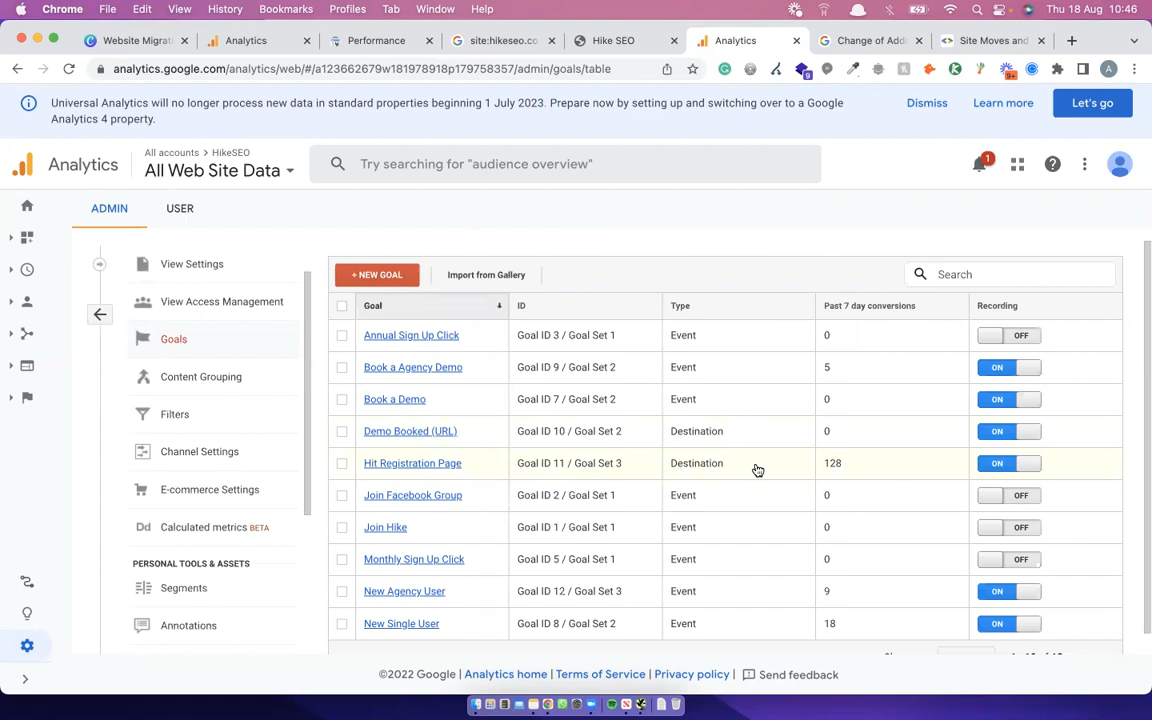 Chrome File Edit View History Bookmarks Profiles Tab Window Help Thu 18 Aug 10:46
Website Migrat Analytics Performance site:hikeseo.co Hike SEO Analytics Change of Add Site Moves and
analytics.google.com/analytics/web/#/a123662679w181978918p179758357/admin/goals/table
9 9+ A
Universal Analytics will no longer process new data in standard properties beginning 1 July 2023. Prepare now by setting up and switching over to a Google
Analytics 4 property.
Dismiss Learn more Let's go
Analytics
All accounts > HikeSEO
All Web Site Data
Try searching for "audience overview"
1
ADMIN USER
View Settings
View Access Management
Goals
Content Grouping
Filters
Channel Settings
E-commerce Settings
Dd Calculated metrics BETA
PERSONAL TOOLS & ASSETS
Segments
Annotations
+ NEW GOAL Import from Gallery Search
Goal ID Type Past 7 day conversions Recording
Annual Sign Up Click Goal ID 3 / Goal Set 1 Event 0 OFF
Book a Agency Demo Goal ID 9 / Goal Set 2 Event 5 ON
Book a Demo Goal ID 7 / Goal Set 2 Event 0 ON
Demo Booked (URL) Goal ID 10 / Goal Set 2 Destination 0 ON
Hit Registration Page Goal ID 11 / Goal Set 3 Destination 128 ON
Join Facebook Group Goal ID 2 / Goal Set 1 Event 0 OFF
Join Hike Goal ID 1 / Goal Set 1 Event 0 OFF
Monthly Sign Up Click Goal ID 5 / Goal Set 1 Event 0 OFF
New Agency User Goal ID 12 / Goal Set 3 Event 9 ON
New Single User Goal ID 8 / Goal Set 2 Event 18 ON
©2022 Google | Analytics home | Terms of Service | Privacy policy | Send feedback